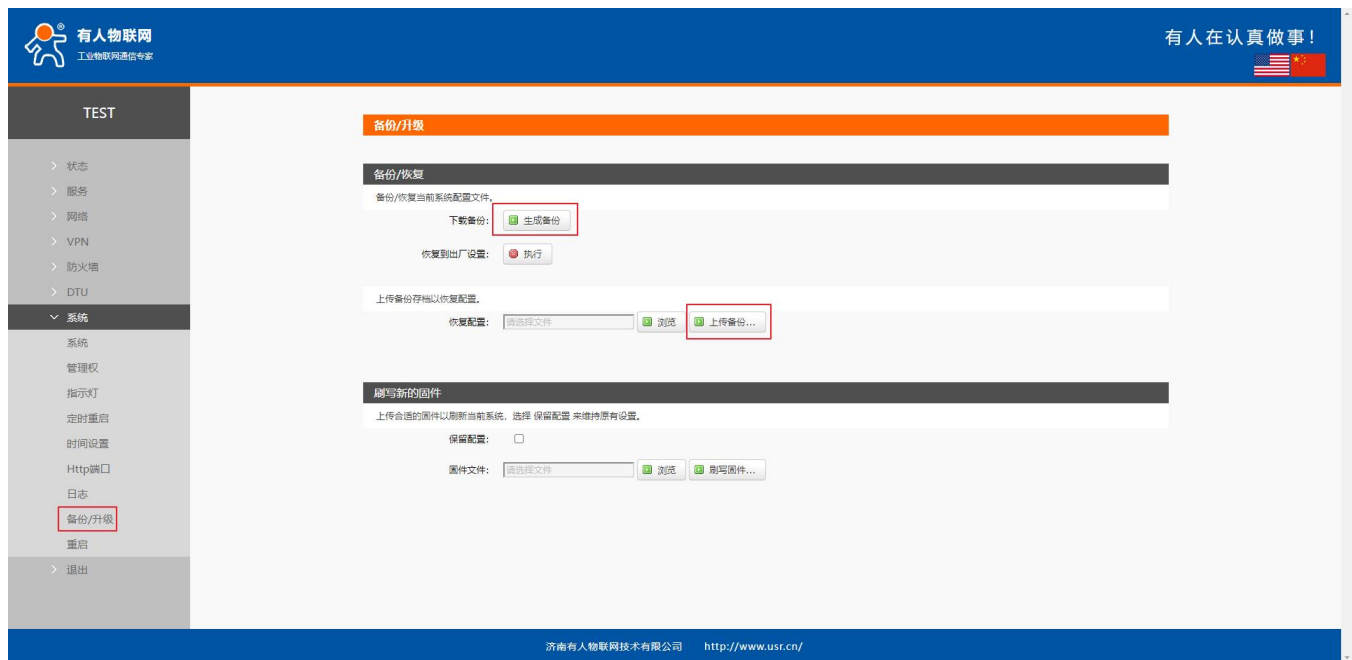 有人物联网
工业物联网通信专家
有人在认真做事!
TEST
状态
服务
网络
VPN
防火墙
DTU
系统
系统
管理权
指示灯
定时重启
时间设置
Http端口
日志
备份/升级
重启
退出
备份/升级
备份/恢复
备份/恢复当前系统配置文件。
下载备份: 生成备份
恢复到出厂设置: 执行
上传备份存档以恢复配置。
恢复配置: 请选择文件 浏览 上传备份...
刷写新的固件
上传合适的固件以刷新当前系统，选择 保留配置 来维持原有设置。
保留配置:
固件文件: 请选择文件 浏览 刷写固件...
济南有人物联网技术有限公司 http://www.usr.cn/